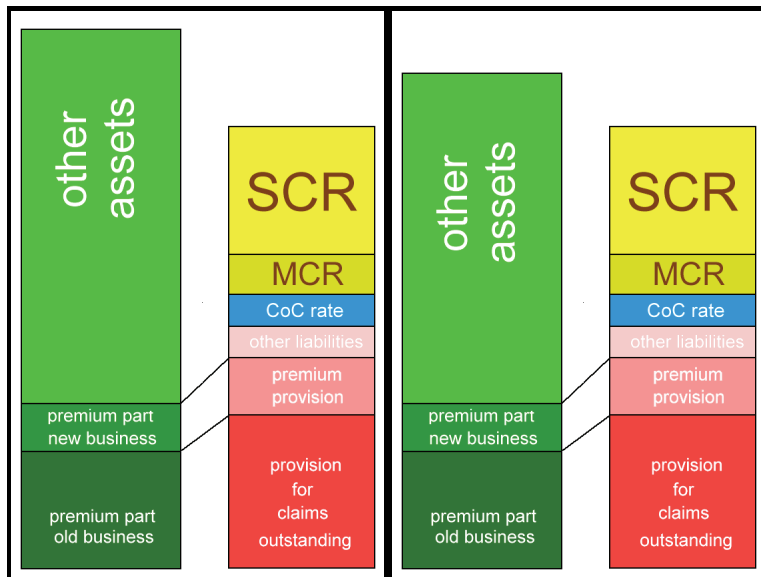 other
assets
premium part
new business
premium part
old business
SCR
MCR
CoC rate
other liabilities
premium
provision
provision
for
claims
outstanding
other
assets
premium part
new business
premium part
old business
SCR
MCR
CoC rate
other liabilities
premium
provision
provision
for
claims
outstanding